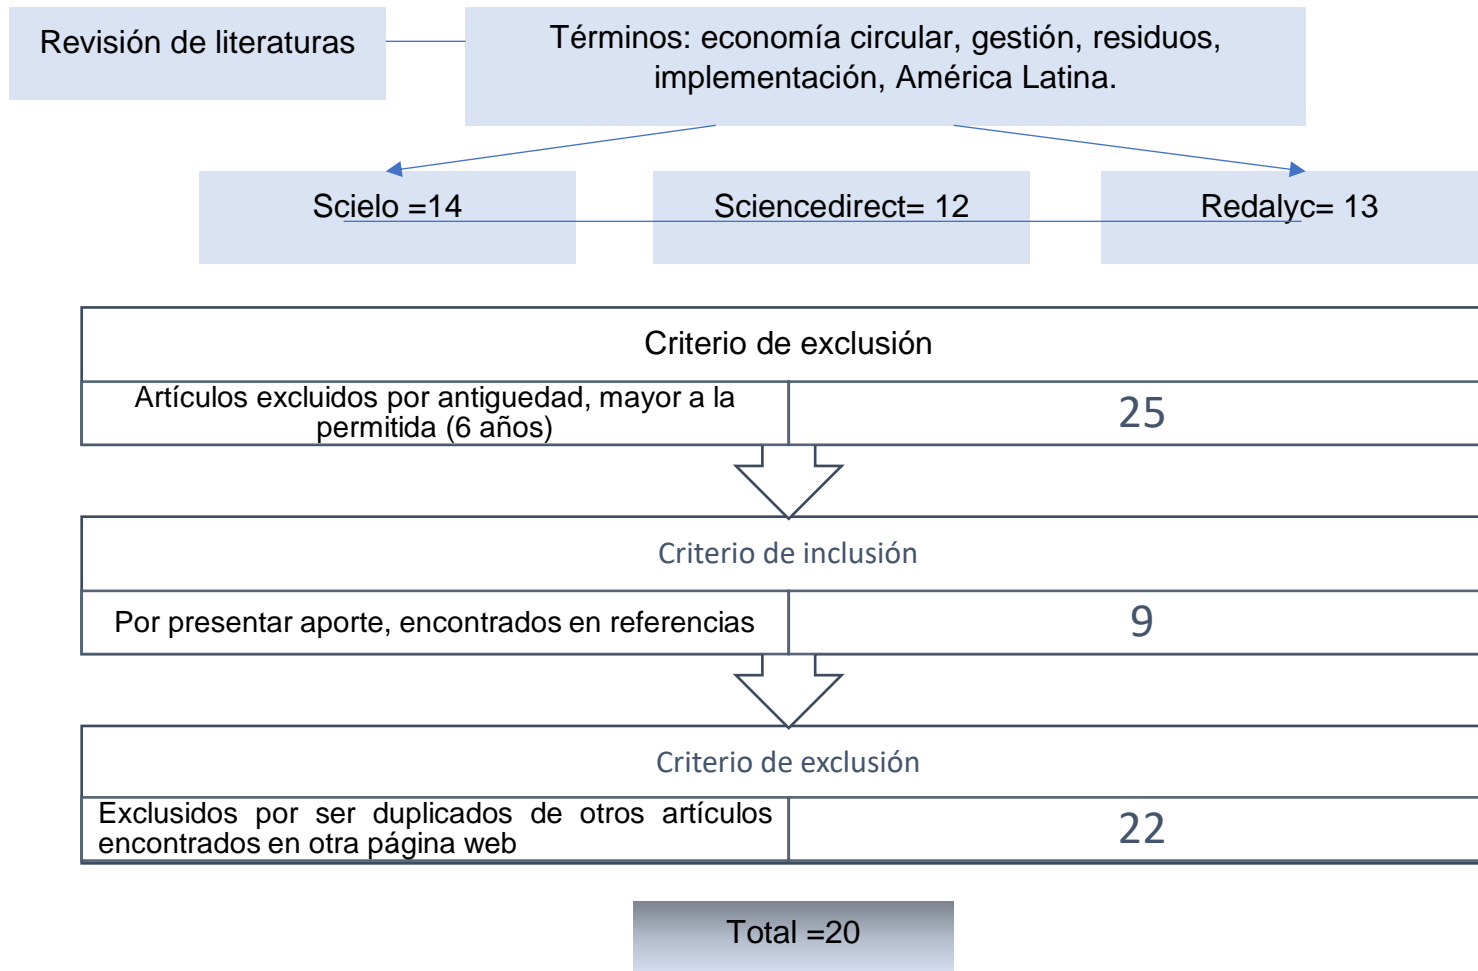 Revisión de literaturas
Términos: economía circular, gestión, residuos,
implementación, América Latina.
Scielo =14
Sciencedirect= 12
Redalyc= 13
Criterio de exclusión
Artículos excluidos por antiguedad, mayor a la
permitida (6 años)
25
Criterio de inclusión
Por presentar aporte, encontrados en referencias
9
Criterio de exclusión
Exclusidos por ser duplicados de otros artículos
encontrados en otra página web
22
Total =20